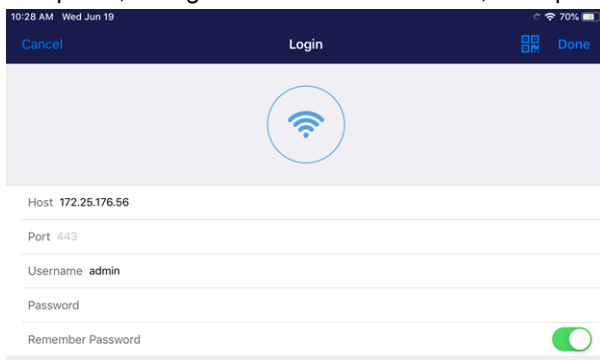 10:28 AM Wed Jun 19 70%
Cancel Login Done
Host 172.25.176.56
Port 443
Username admin
Password
Remember Password